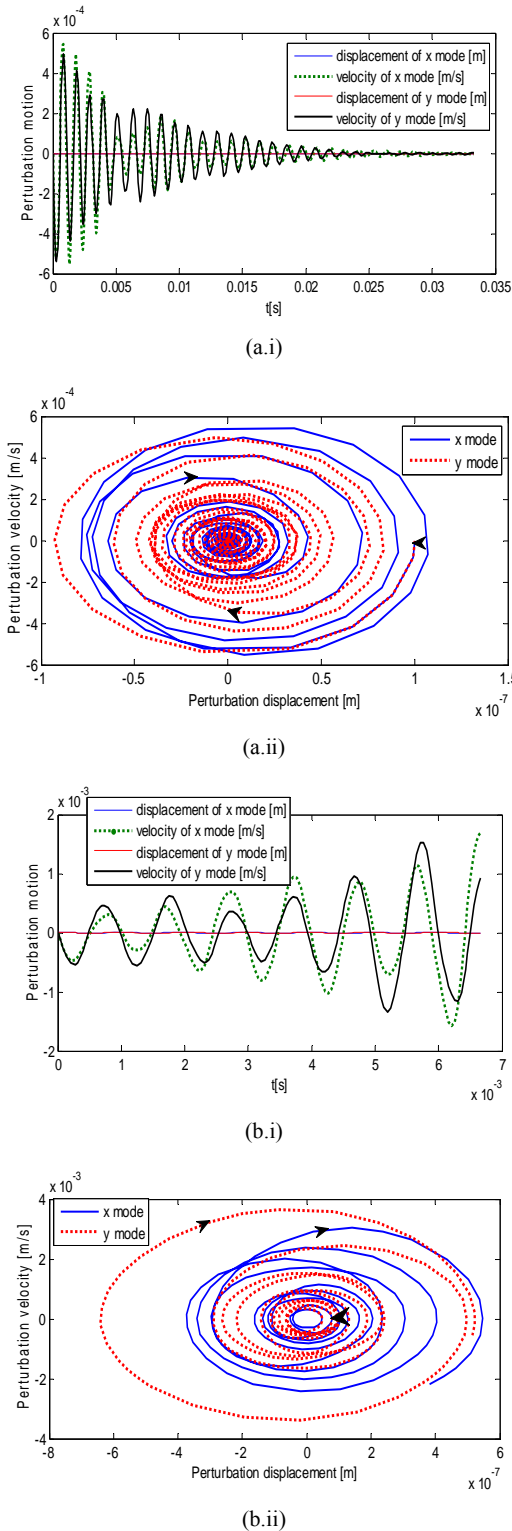 x 10⁻⁴
6
4
2
0
-2
-4
-6
Perturbation motion
displacement of x mode [m]
velocity of x mode [m/s]
displacement of y mode [m]
velocity of y mode [m/s]
0 0.005 0.01 0.015 0.02 0.025 0.03 0.035
t[s]
(a.i)
x 10⁻⁴
6
4
2
0
-2
-4
-6
Perturbation velocity [m/s]
x mode
y mode
-1 -0.5 0 0.5 1 1.5
Perturbation displacement [m]
x 10⁻⁷
(a.ii)
x 10⁻³
2
1
0
-1
-2
Perturbation motion
displacement of x mode [m]
velocity of x mode [m/s]
displacement of y mode [m]
velocity of y mode [m/s]
0 1 2 3 4 5 6 7
t[s]
x 10⁻³
(b.i)
x 10⁻³
4
2
0
-2
-4
Perturbation velocity [m/s]
x mode
y mode
-8 -6 -4 -2 0 2 4 6
Perturbation displacement [m]
x 10⁻⁷
(b.ii)